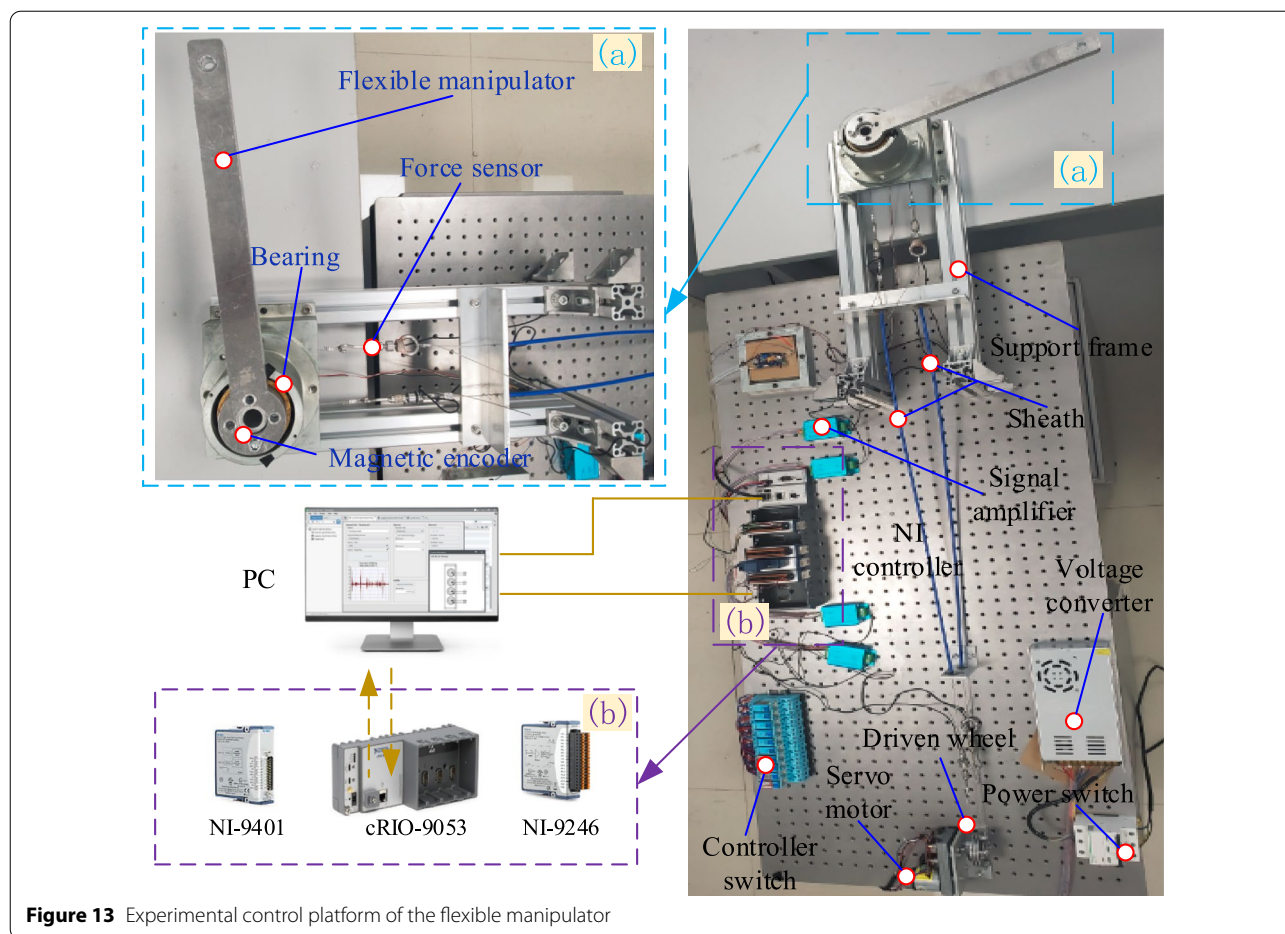 (a)
Flexible manipulator
Force sensor
Bearing
Magnetic encoder
(a)
Support frame
Sheath
Signal
amplifier
NI
controller
Voltage
converter
(b)
PC
(b)
NI-9401
cRIO-9053
NI-9246
Driven wheel
Servo
motor
Power switch
Controller
switch
Figure 13 Experimental control platform of the flexible manipulator